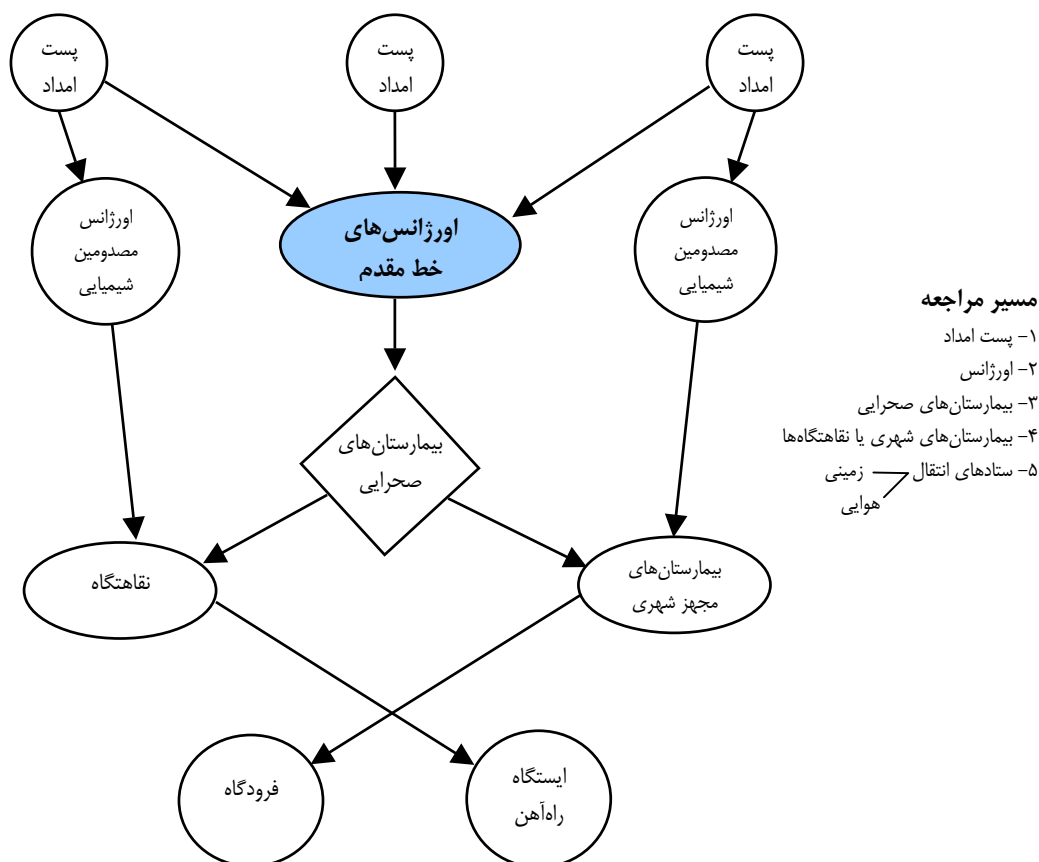 پست
امداد
پست
امداد
پست
امداد
اورژانس
مصدومین
شیمیایی
اورژانس‌های
خط مقدم
اورژانس
مصدومین
شیمیایی
مسیر مراجعه
۱- پست امداد
۲- اورژانس
۳- بیمارستان‌های صحرایی
۴- بیمارستان‌های شهری یا نقاهتگاه‌ها
۵- ستادهای انتقال زمینی
هوایی
بیمارستان‌های
صحرایی
بیمارستان‌های
مجهز شهری
نقاهتگاه
ایستگاه
راه‌آهن
فرودگاه